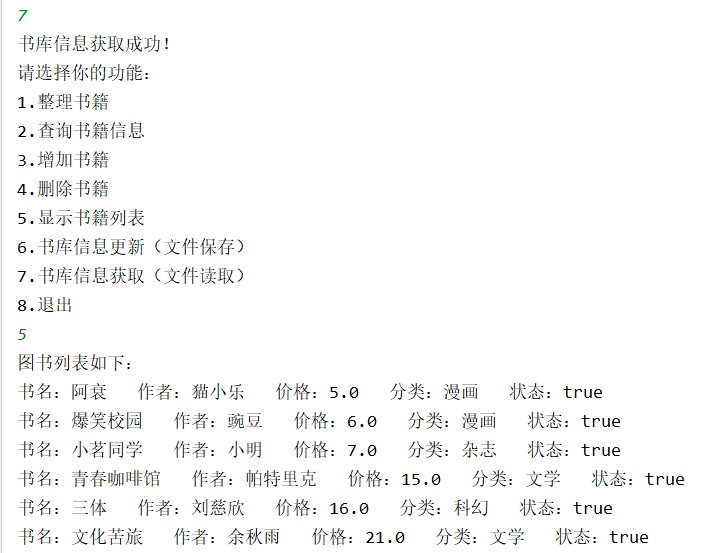 7
书库信息获取成功!
请选择你的功能:
1.整理书籍
2.查询书籍信息
3.增加书籍
4.删除书籍
5.显示书籍列表
6.书库信息更新（文件保存）
7.书库信息获取（文件读取）
8.退出
5
图书列表如下:
书名: 阿衰 作者: 猫小乐 价格: 5.0 分类: 漫画 状态: true
书名: 爆笑校园 作者: 豌豆 价格: 6.0 分类: 漫画 状态: true
书名: 小茗同学 作者: 小明 价格: 7.0 分类: 杂志 状态: true
书名: 青春咖啡馆 作者: 帕特里克 价格: 15.0 分类: 文学 状态: true
书名: 三体 作者: 刘慈欣 价格: 16.0 分类: 科幻 状态: true
书名: 文化苦旅 作者: 余秋雨 价格: 21.0 分类: 文学 状态: true